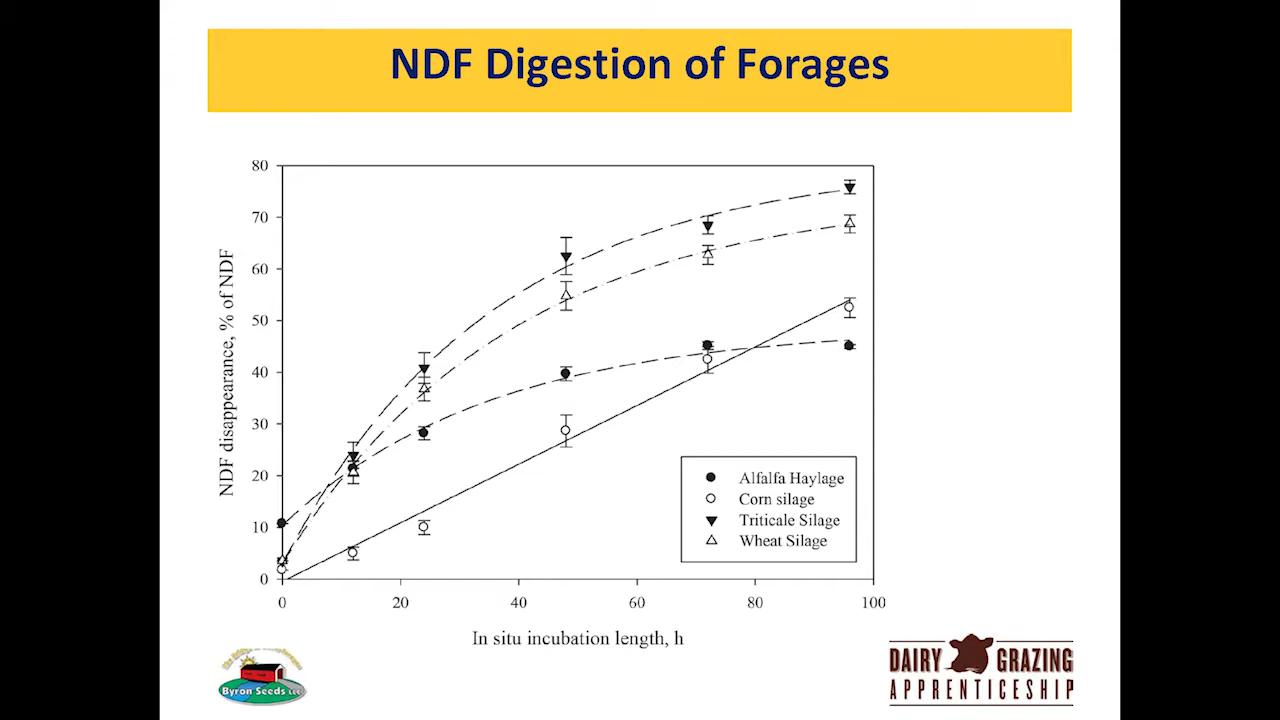 NDF Digestion of Forages
80
70
60
50
40
30
20
10
0
NDF disappearance, % of NDF
0 20 40 60 80 100
In situ incubation length, h
Alfalfa Haylage
Corn silage
Triticale Silage
Wheat Silage
Byron Seeds LLC
DAIRY GRAZING
APPRENTICESHIP